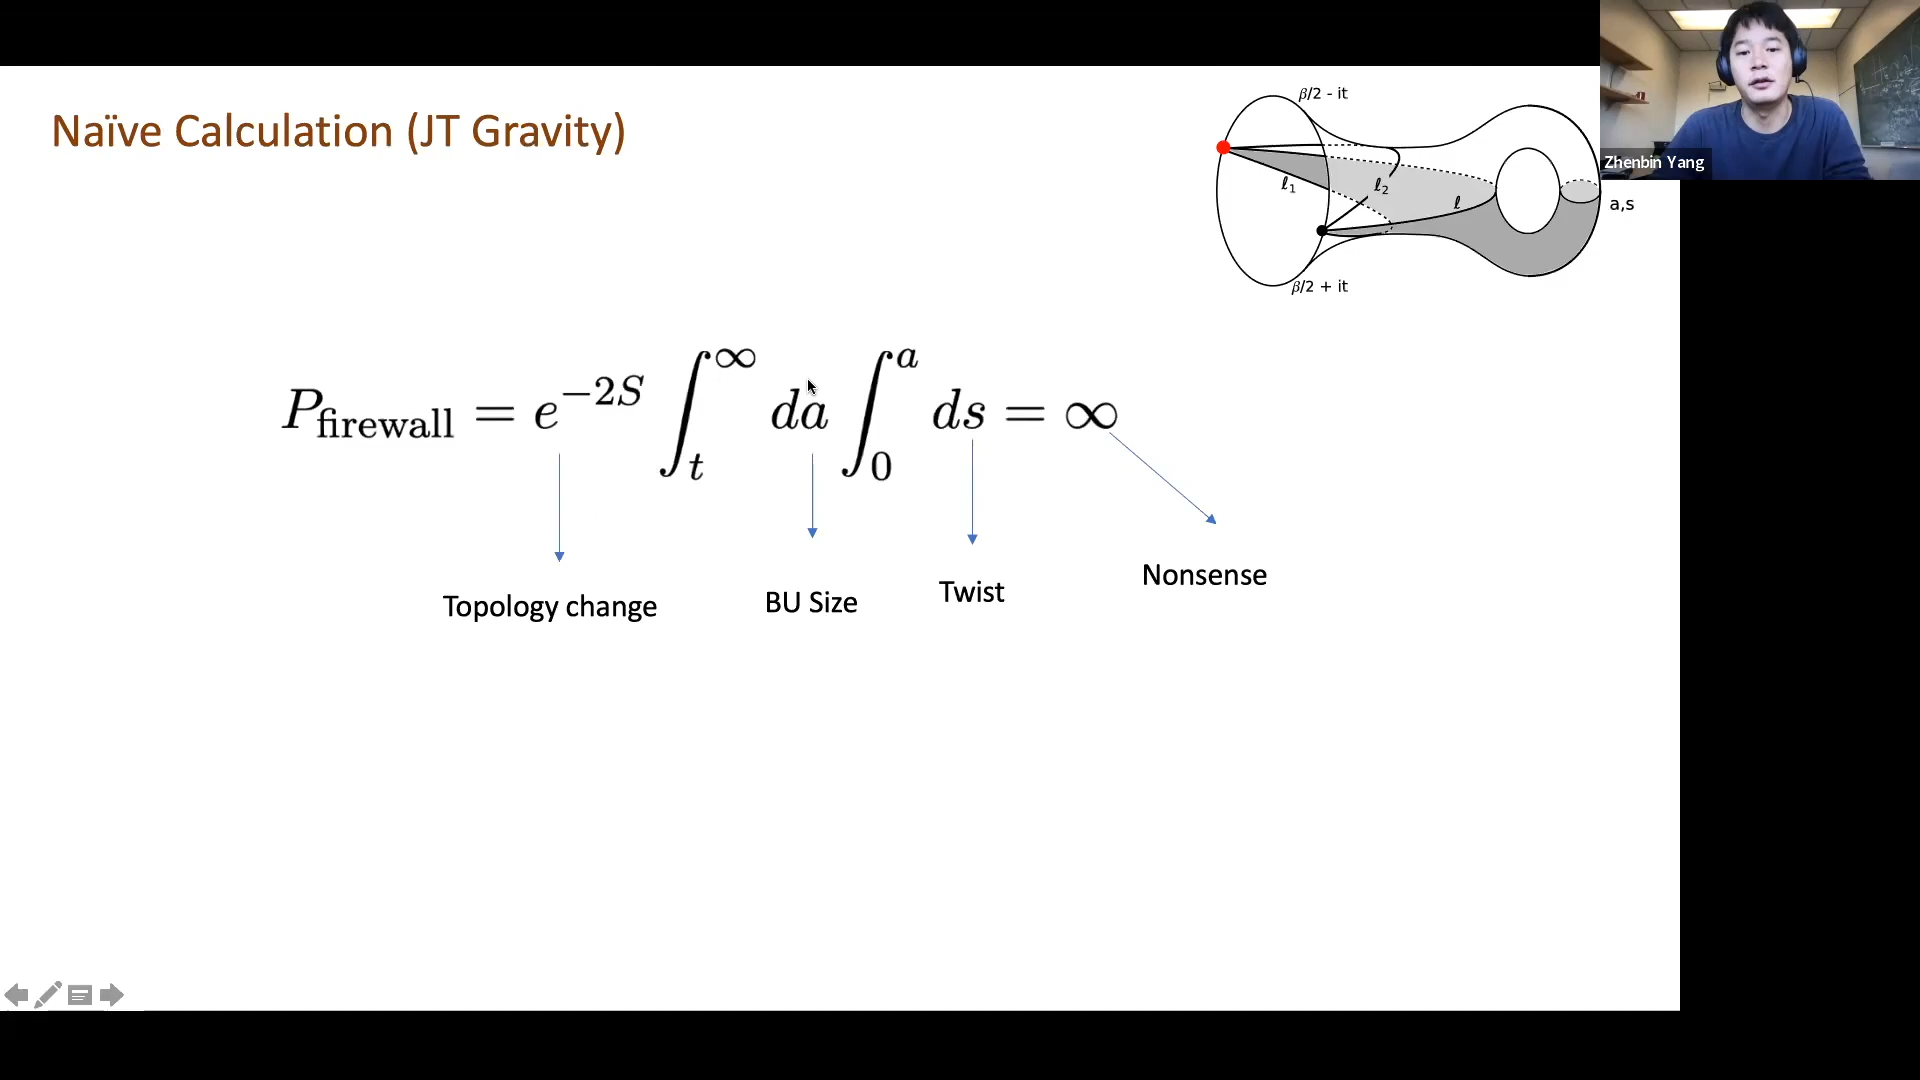 Naïve Calculation (JT Gravity)
β/2 - it
ℓ₁
ℓ₂
ℓ
a,s
β/2 + it
Zhenbin Yang
P_firewall = e^{-2S} ∫_t^∞ da ∫_0^a ds = ∞
Topology change
BU Size
Twist
Nonsense